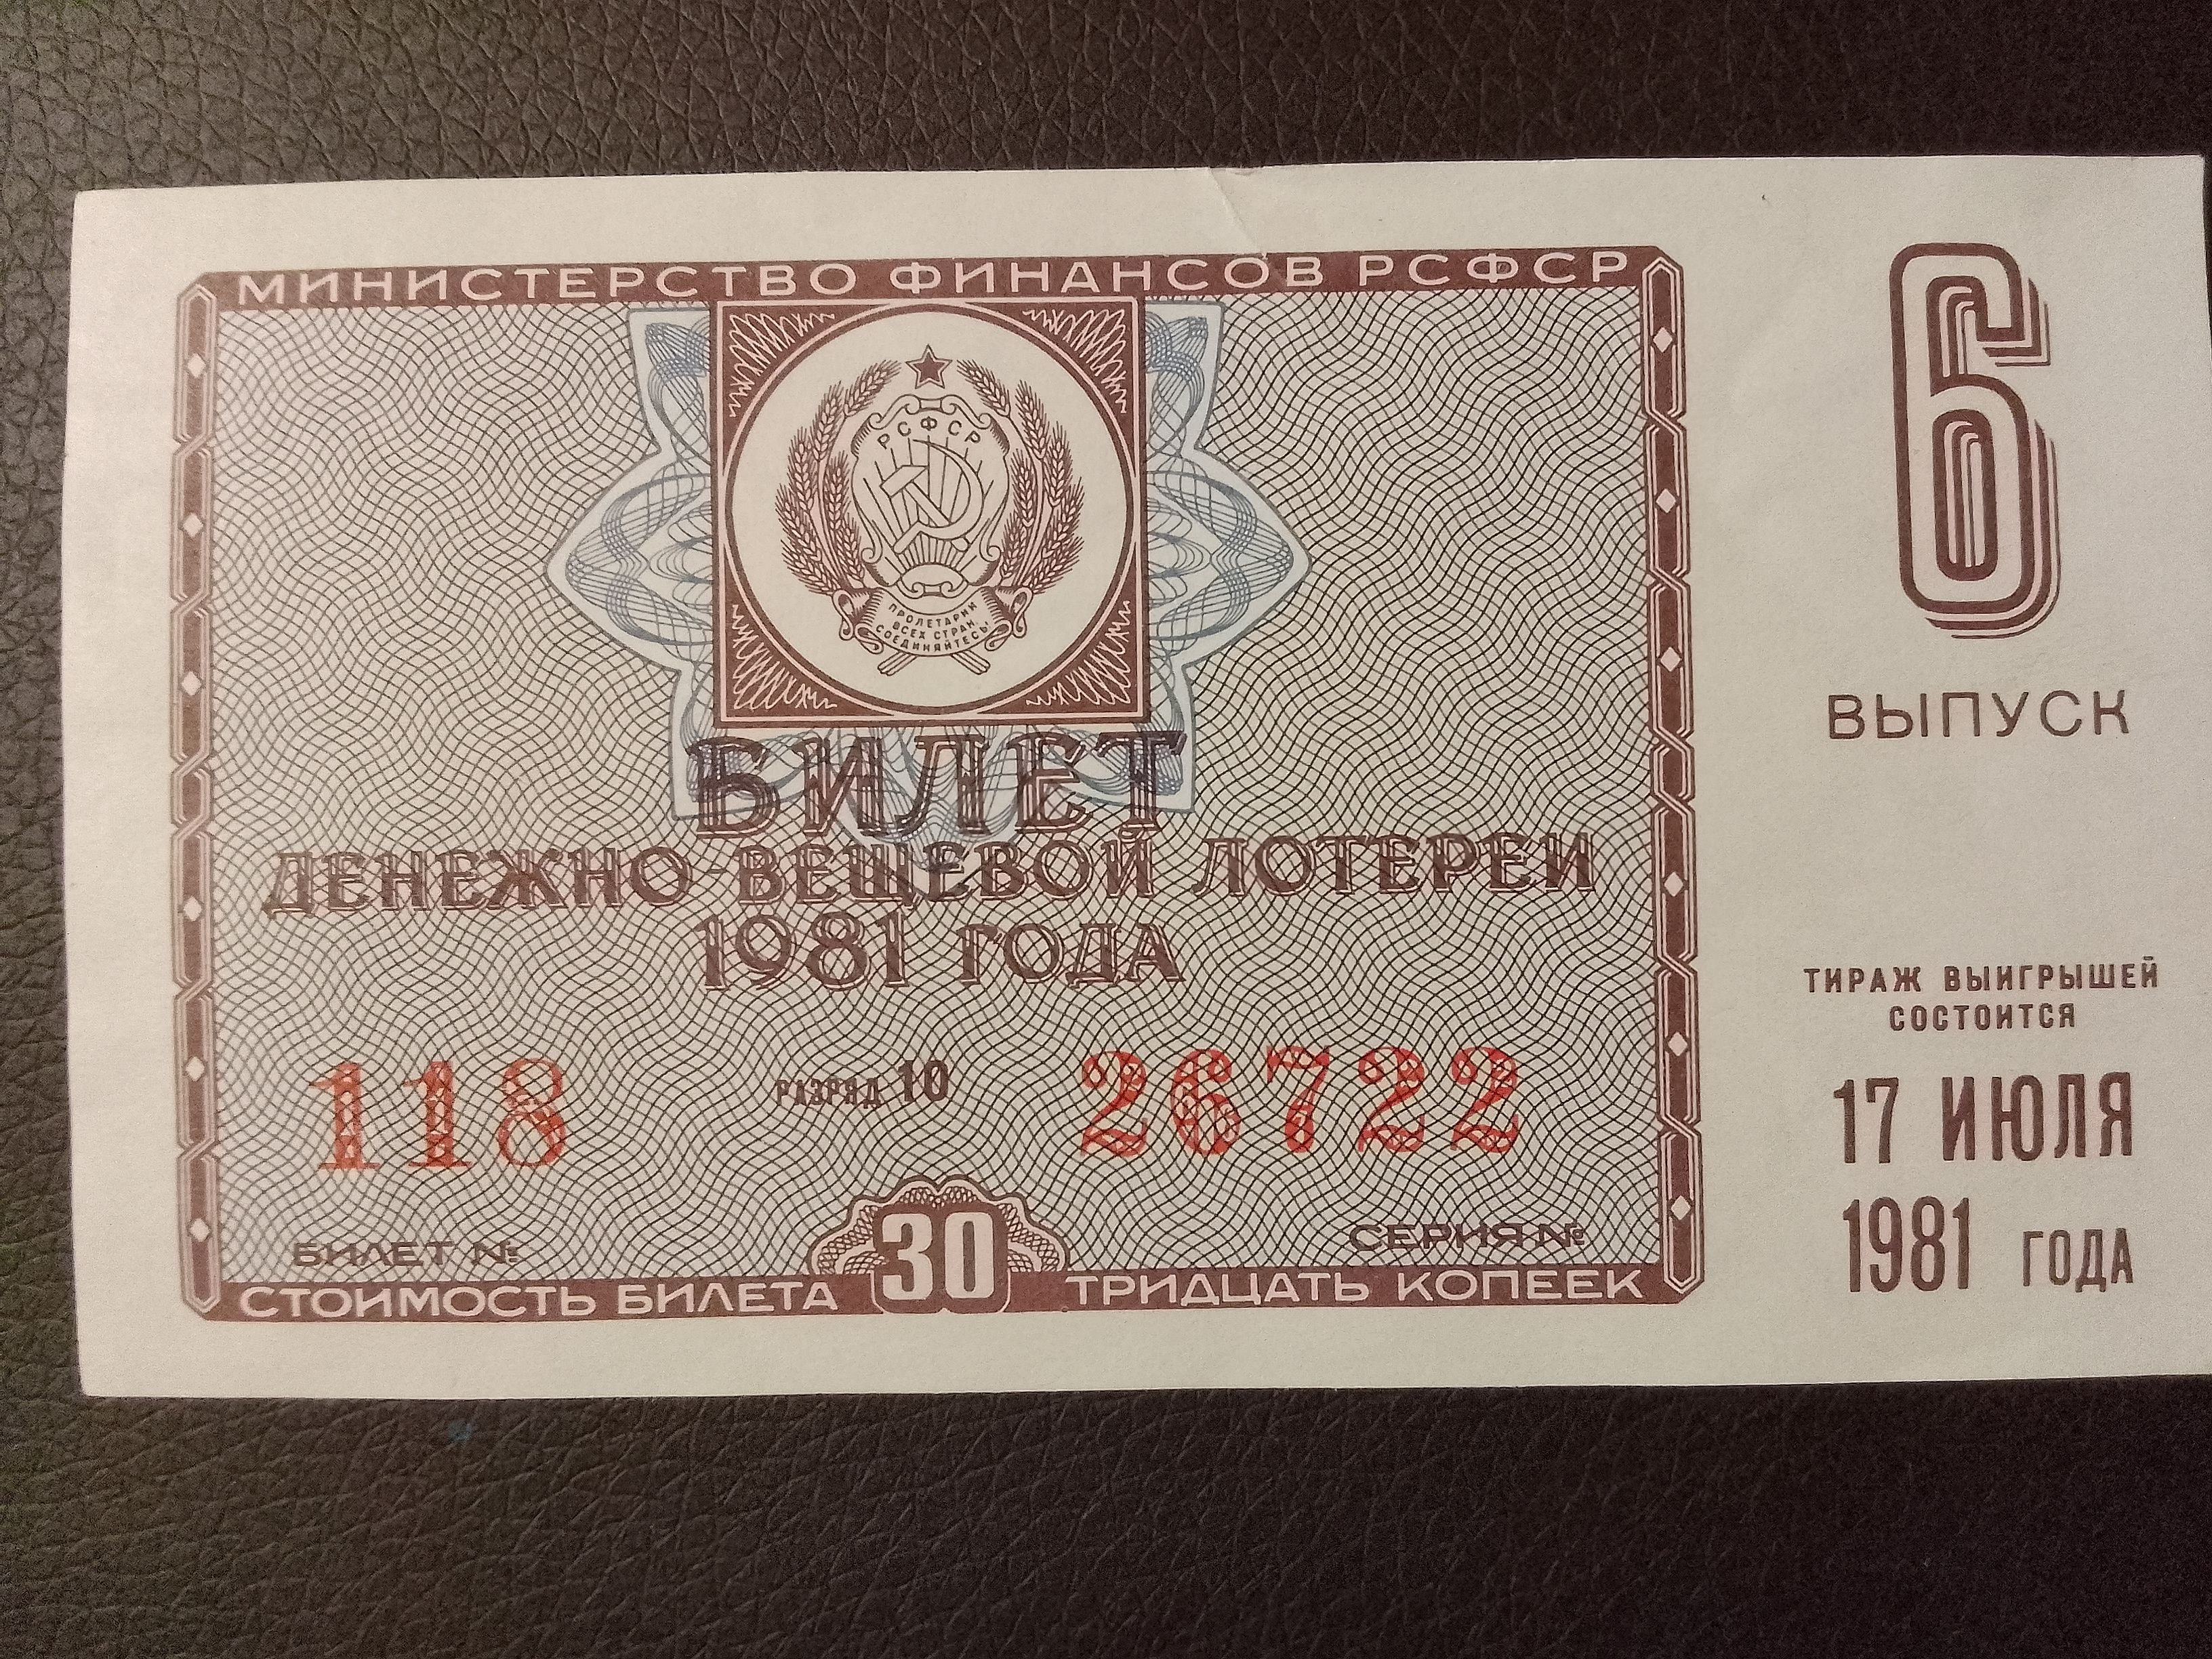 МИНИСТЕРСТВО ФИНАНСОВ РСФСР
РСФСР
ПРОЛЕТАРИИ
ВСЕХ СТРАН,
СОЕДИНЯЙТЕСЬ!
БИЛЕТ
ДЕНЕЖНО-ВЕЩЕВОЙ ЛОТЕРЕИ
1981 ГОДА
118 РАЗРЯД 10 26722
БИЛЕТ № СЕРИЯ №
СТОИМОСТЬ БИЛЕТА 30 ТРИДЦАТЬ КОПЕЕК
6
ВЫПУСК
ТИРАЖ ВЫИГРЫШЕЙ
СОСТОИТСЯ
17 ИЮЛЯ
1981 ГОДА